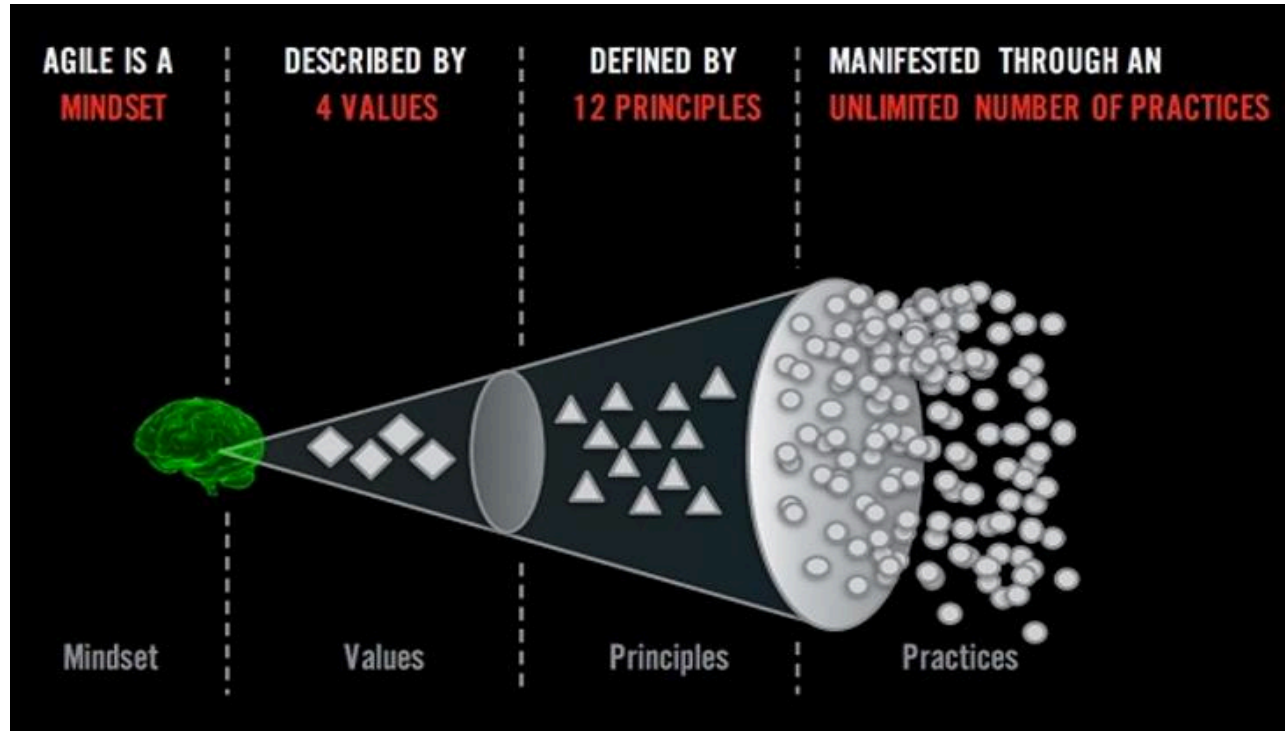 AGILE IS A
MINDSET
DESCRIBED BY
4 VALUES
DEFINED BY
12 PRINCIPLES
MANIFESTED THROUGH AN
UNLIMITED NUMBER OF PRACTICES
Mindset
Values
Principles
Practices